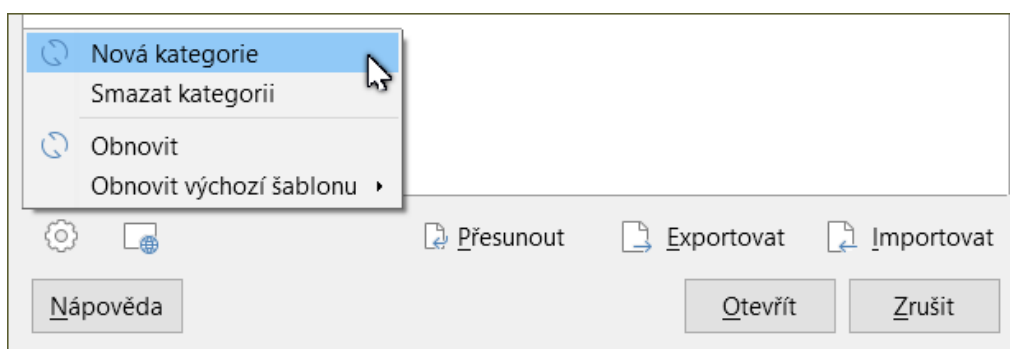 Nová kategorie
Smazat kategorii
Obnovit
Obnovit výchozí šablonu
Přesunout Exportovat Importovat
Nápověda Otevřít Zrušit